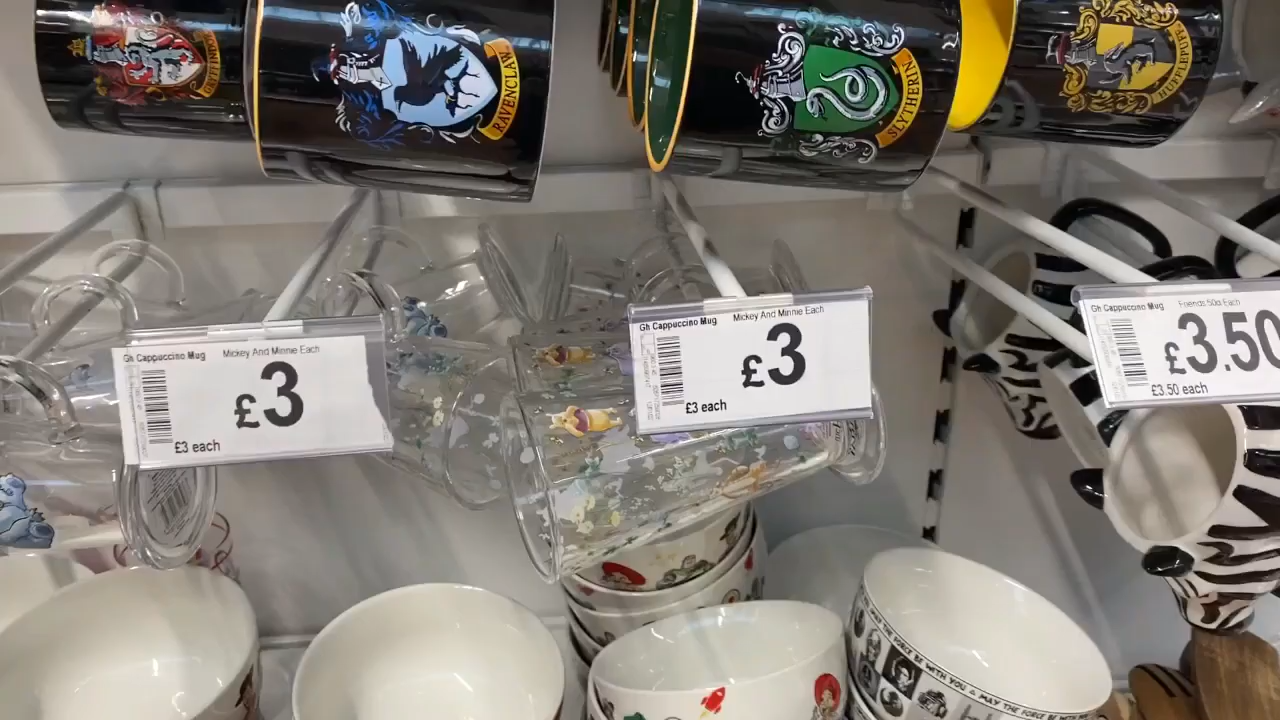 GRYFFINDOR
RAVENCLAW
SLYTHERIN
HUFFLEPUFF
Gh Cappuccino Mug
Mickey And Minnie Each
£3
£3 each
Gh Cappuccino Mug
Mickey And Minnie Each
£3
£3 each
Gh Cappuccino Mug
Friends 50a Each
£3.50
£3.50 each
THE FORCE BE WITH YOU MAY THE FORCE BE WITH